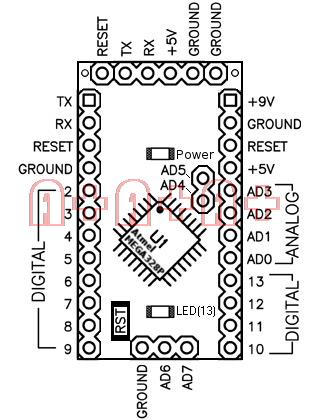 RESET TX RX +5V GROUND GROUND
TX +9V
RX GROUND
RESET Power RESET
GROUND AD5 +5V
2 AD4 AD3
3 AD2
4 U1 AD1
5 Atmel MEGA328P AD0
DIGITAL ANALOG
6 13
7 LED(13) 12
8 RST 11
9 10
DIGITAL
GROUND AD6 AD7
A+A+A+